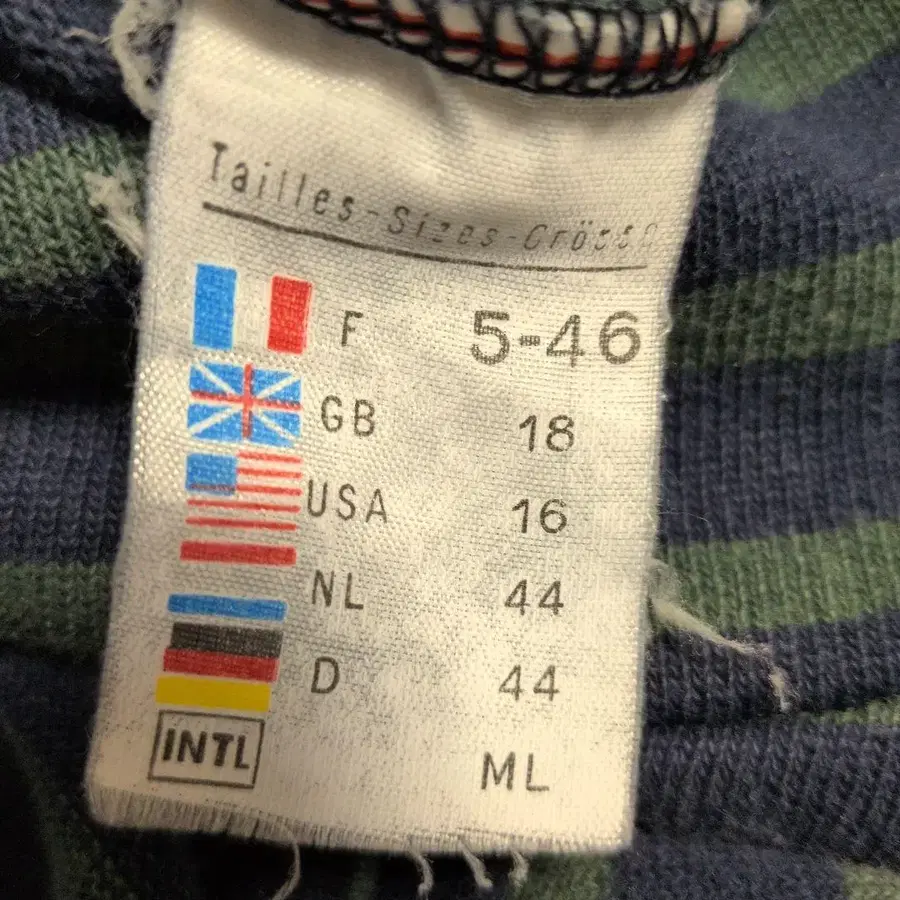 Tailles-Sizes-Grösse
F 5-46
GB 18
USA 16
NL 44
D 44
INTL ML